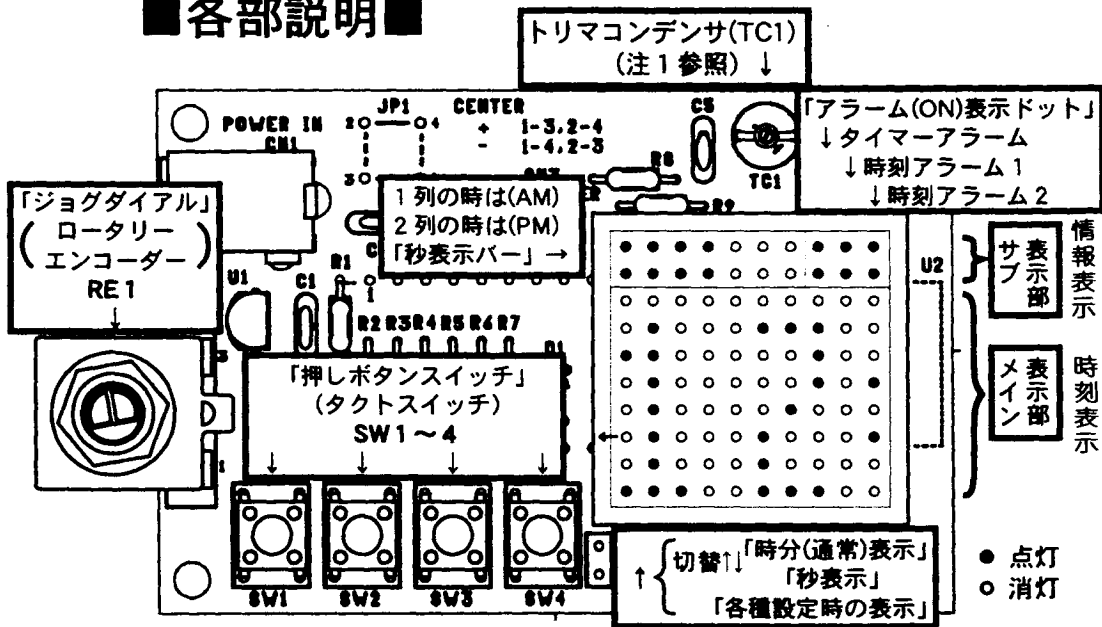 ■各部説明■
トリマコンデンサ(TC1)
(注1参照) ↓
「アラーム(ON)表示ドット」
↓タイマーアラーム
↓時刻アラーム1
↓時刻アラーム2
POWER IN
CN1
JP1
2 4
3
CENTER
+ 1-3,2-4
- 1-4,2-3
C5
TC1
R8
R9
「ジョグダイアル」
(ロータリーエンコーダー)
RE1
↓
1列の時は(AM)
2列の時は(PM)
「秒表示バー」→
U1
C1
R1
1
R2 R3 R4 R5 R6 R7
U2
サブ表示部
情報表示
メイン表示部
時刻表示
「押しボタンスイッチ」
(タクトスイッチ)
SW1～4
↓ ↓ ↓ ↓
SW1 SW2 SW3 SW4
↑ 切替↑↓「時分(通常)表示」
「秒表示」
「各種設定時の表示」
● 点灯
○ 消灯